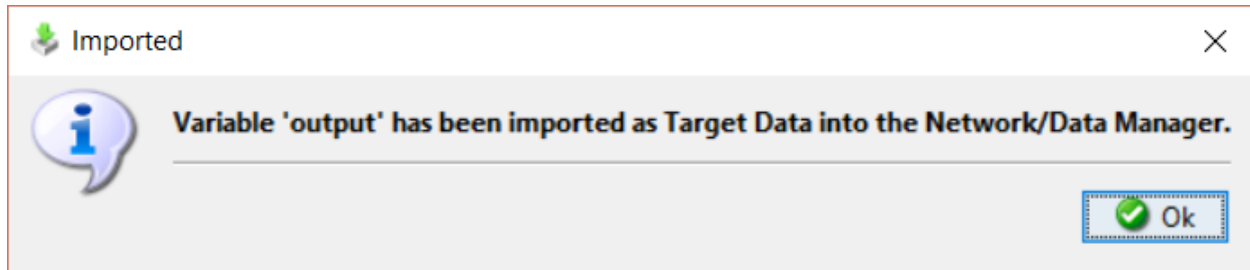 Imported
Variable 'output' has been imported as Target Data into the Network/Data Manager.
Ok